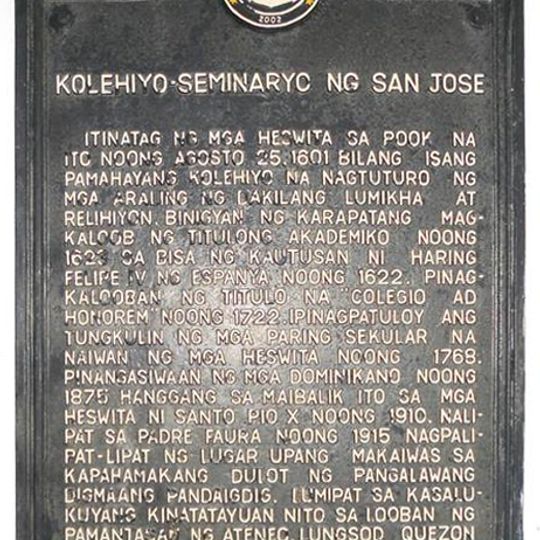 2002
KOLEHIYO-SEMINARYO NG SAN JOSE
ITINATAG NG MGA HESWITA SA POOK NA
ITO NOONG AGOSTO 25,1601 BILANG ISANG
PAMAHAYANG KOLEHIYO NA NAGTUTURO NG
MGA ARALING NG DAKILANG LUMIKHA AT
RELIHIYON. BINIGYAN NG KARAPATANG MAG-
KALOOB NG TITULONG AKADEMIKO NOONG
1623 SA BISA NG KAUTUSAN NI HARING
FELIPE IV NG ESPANYA NOONG 1622. PINAG-
KALOOBAN NG TITULO NA "COLEGIO AD
HONOREM" NOONG 1722. IPINAGPATULOY ANG
TUNGKULIN NG MGA PARING SEKULAR NA
NAIWAN NG MGA HESWITA NOONG 1768.
PINANGASIWAAN NG MGA DOMINIKANO NOONG
1875 HANGGANG SA MAIBALIK ITO SA MGA
HESWITA NI SANTO PIO X NOONG 1910. NALI-
PAT SA PADRE FAURA NOONG 1915 NAGPALI-
PAT-LIPAT NG LUGAR UPANG MAKAIWAS SA
KAPAHAMAKANG DULOT NG PANGALAWANG
DIGMAANG PANDAIGDIG. LUMIPAT SA KASALU-
KUYANG KINATATAYUAN NITO SA LOOBAN NG
PAMANTASAN NG ATENEO, LUNGSOD QUEZON